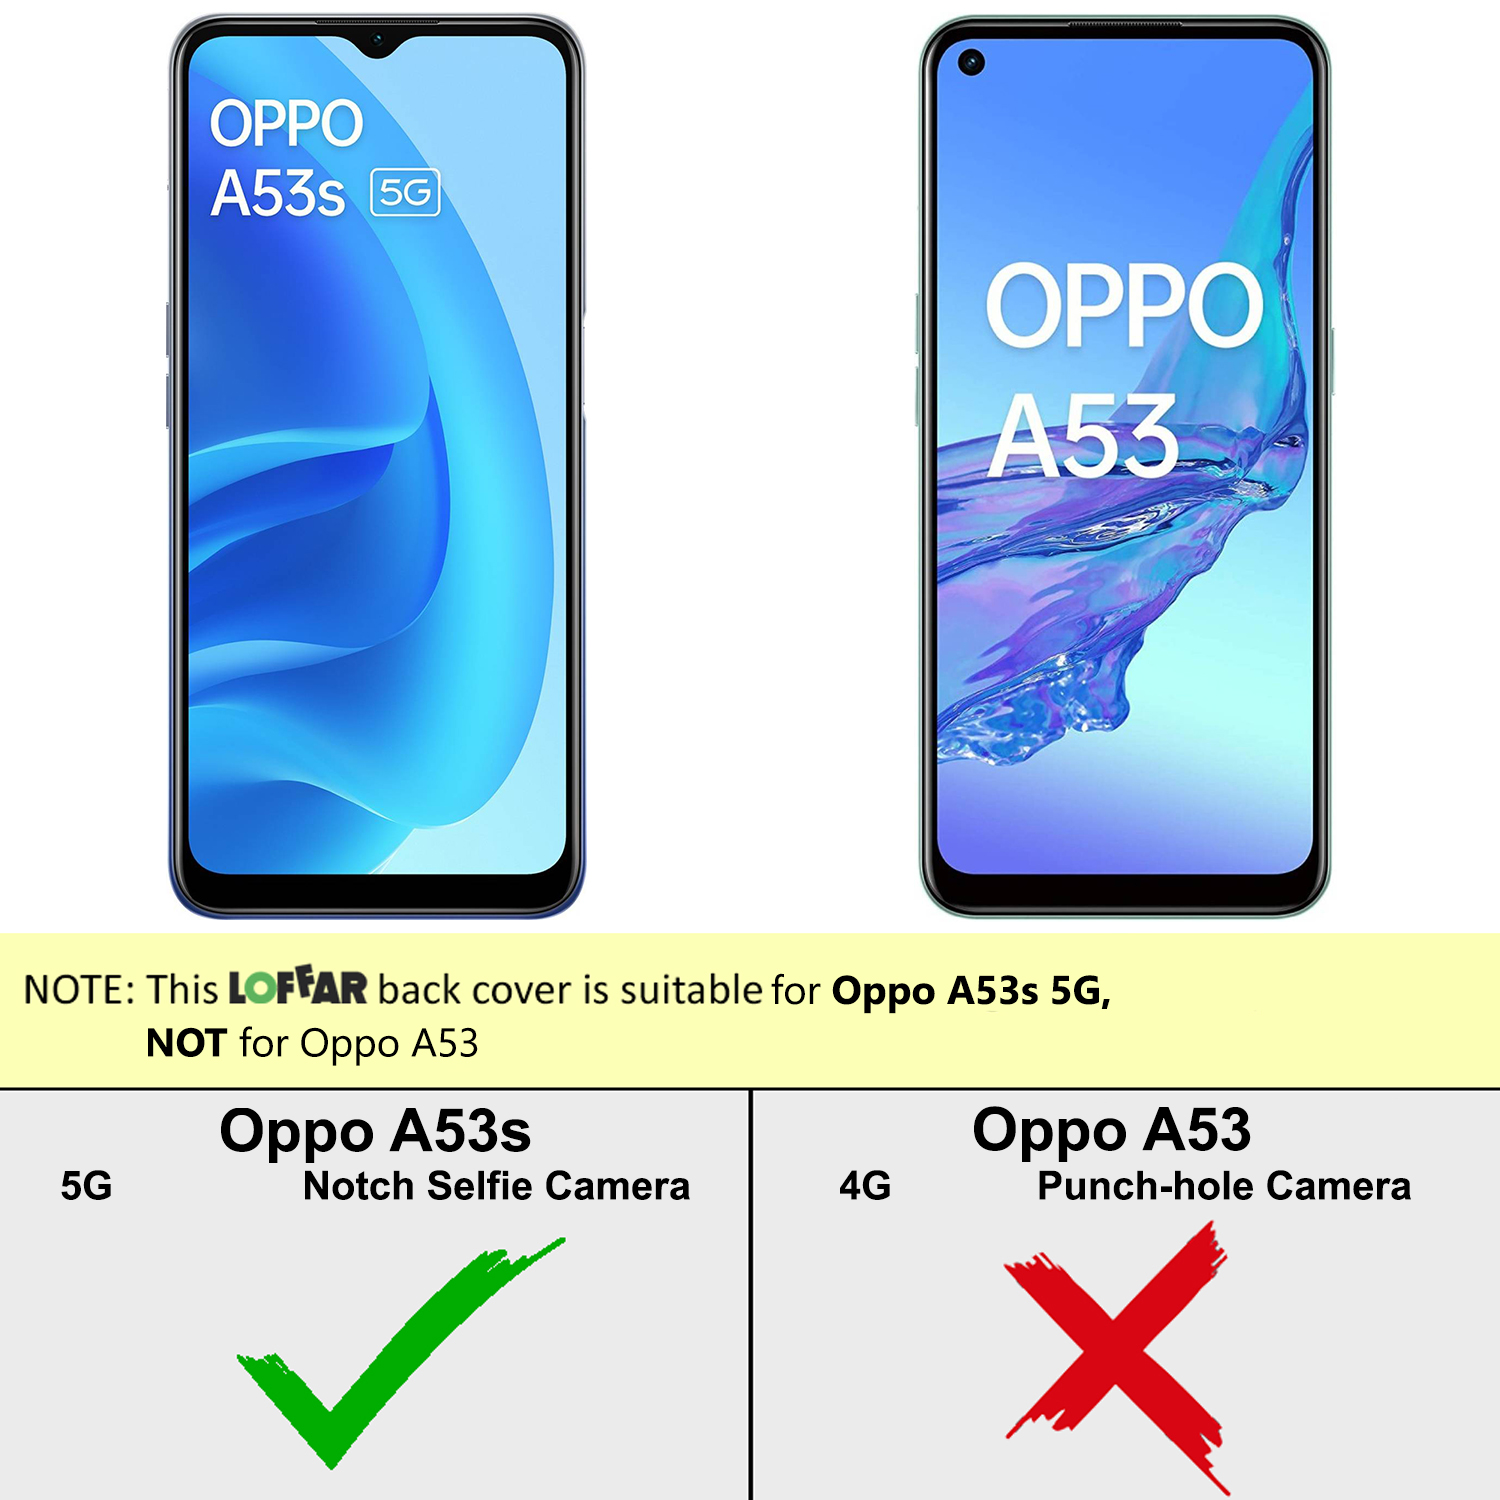 OPPO
A53s 5G
OPPO
A53
NOTE: This LOFFAR back cover is suitable for Oppo A53s 5G,
NOT for Oppo A53
Oppo A53s
5G Notch Selfie Camera
Oppo A53
4G Punch-hole Camera